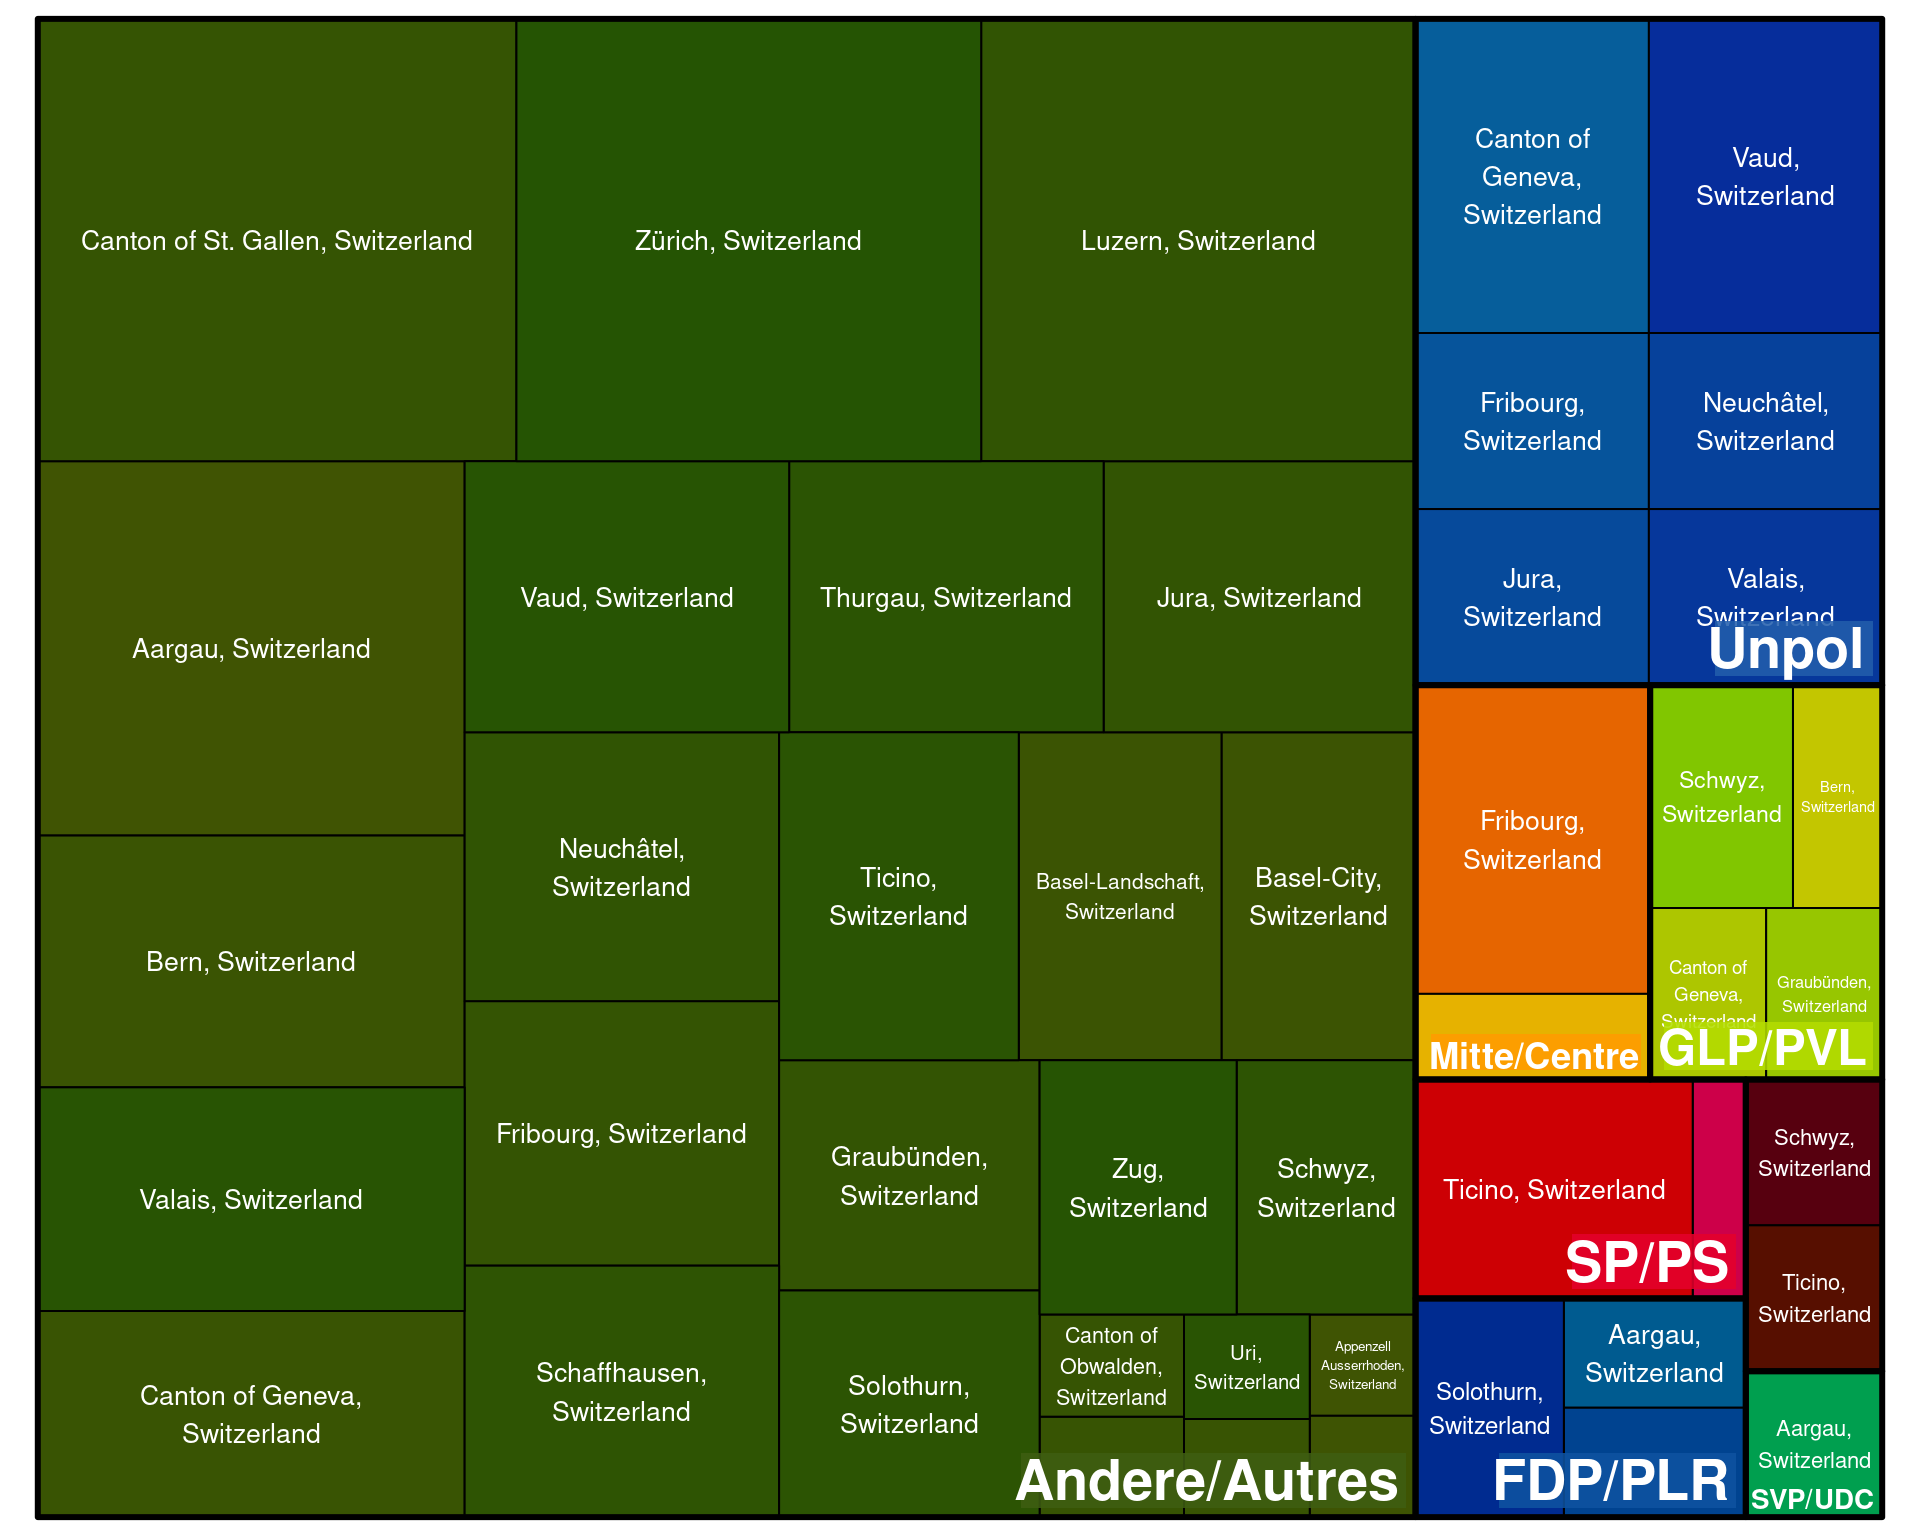 Canton of St. Gallen, Switzerland
Zürich, Switzerland
Luzern, Switzerland
Aargau, Switzerland
Vaud, Switzerland
Thurgau, Switzerland
Jura, Switzerland
Bern, Switzerland
Neuchâtel,
Switzerland
Ticino,
Switzerland
Basel-Landschaft,
Switzerland
Basel-City,
Switzerland
Valais, Switzerland
Fribourg, Switzerland
Graubünden,
Switzerland
Zug,
Switzerland
Schwyz,
Switzerland
Canton of Geneva,
Switzerland
Schaffhausen,
Switzerland
Solothurn,
Switzerland
Canton of
Obwalden,
Switzerland
Uri,
Switzerland
Appenzell
Ausserrhoden,
Switzerland
Andere/Autres
Canton of
Geneva,
Switzerland
Vaud,
Switzerland
Fribourg,
Switzerland
Neuchâtel,
Switzerland
Jura,
Switzerland
Valais,
Switzerland
Unpol
Fribourg,
Switzerland
Mitte/Centre
Schwyz,
Switzerland
Bern,
Switzerland
Canton of
Geneva,
Switzerland
Graubünden,
Switzerland
GLP/PVL
Ticino, Switzerland
SP/PS
Schwyz,
Switzerland
Ticino,
Switzerland
Solothurn,
Switzerland
Aargau,
Switzerland
FDP/PLR
Aargau,
Switzerland
SVP/UDC